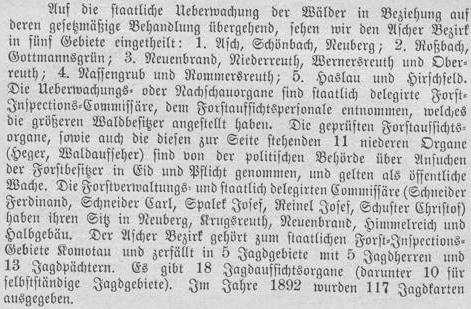 Auf die staatliche Ueberwachung der Wälder in Beziehung auf
deren gesetzmäßige Behandlung übergehend, sehen wir den Ascher Bezirk
in fünf Gebiete eingetheilt: 1. Asch, Schönbach, Neuberg; 2. Roßbach,
Gottmannsgrün; 3. Neuenbrand, Niederreuth, Wernersreuth und Ober-
reuth; 4. Nassengrub und Rommersreuth; 5. Haslau und Hirschfeld.
Die Ueberwachungs- oder Nachschauorgane sind staatlich delegirte Forst-
Inspections-Commissäre, dem Forstaufsichtspersonale entnommen, welches
die größeren Waldbesitzer angestellt haben. Die geprüften Forstaufsichts-
organe, sowie auch die diesen zur Seite stehenden 11 niederen Organe
(Heger, Waldaufseher) sind von der politischen Behörde über Ansuchen
der Forstbesitzer in Eid und Pflicht genommen, und gelten als öffentliche
Wache. Die Forstverwaltungs- und staatlich delegirten Commissäre (Schneider
Ferdinand, Schneider Carl, Spalek Josef, Reinel Josef, Schuster Christof)
haben ihren Sitz in Neuberg, Krugsreuth, Neuenbrand, Himmelreich und
Halbgebäu. Der Ascher Bezirk gehört zum staatlichen Forst-Inspections-
Gebiete Komotau und zerfällt in 5 Jagdgebiete mit 5 Jagdherren und
13 Jagdpächtern. Es gibt 18 Jagdaufsichtsorgane (darunter 10 für
selbstständige Jagdgebiete). Im Jahre 1892 wurden 117 Jagdkarten
ausgegeben.